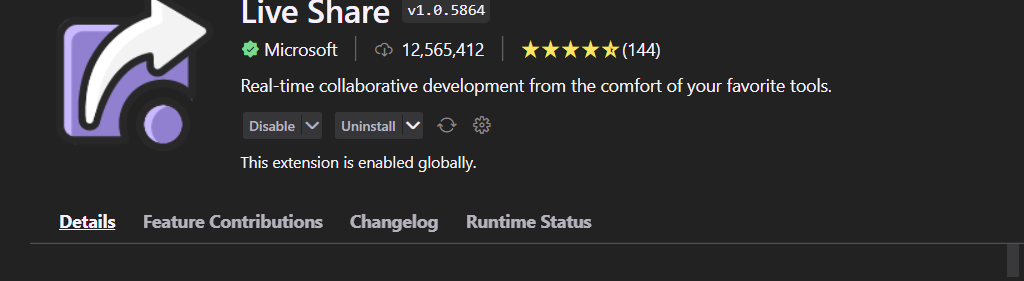 Live Share v1.0.5864
Microsoft 12,565,412 (144)
Real-time collaborative development from the comfort of your favorite tools.
Disable Uninstall
This extension is enabled globally.
Details Feature Contributions Changelog Runtime Status